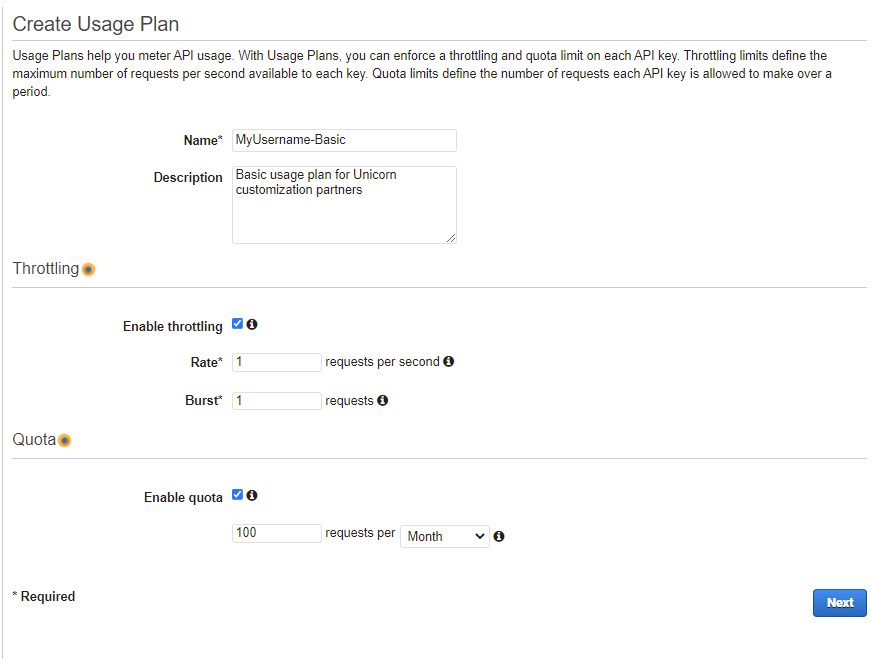 Create Usage Plan
Usage Plans help you meter API usage. With Usage Plans, you can enforce a throttling and quota limit on each API key. Throttling limits define the
maximum number of requests per second available to each key. Quota limits define the number of requests each API key is allowed to make over a
period.
Name* MyUsername-Basic
Description Basic usage plan for Unicorn
customization partners
Throttling
Enable throttling
Rate* 1 requests per second
Burst* 1 requests
Quota
Enable quota
100 requests per Month
* Required
Next